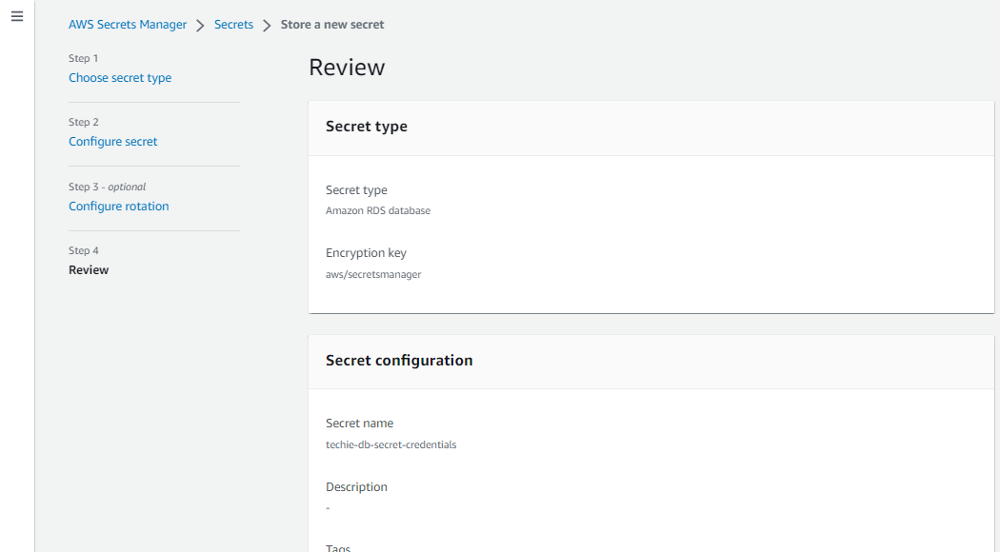 AWS Secrets Manager > Secrets > Store a new secret
Step 1
Choose secret type
Step 2
Configure secret
Step 3 - optional
Configure rotation
Step 4
Review
Review
Secret type
Secret type
Amazon RDS database
Encryption key
aws/secretsmanager
Secret configuration
Secret name
techie-db-secret-credentials
Description
-
Tags